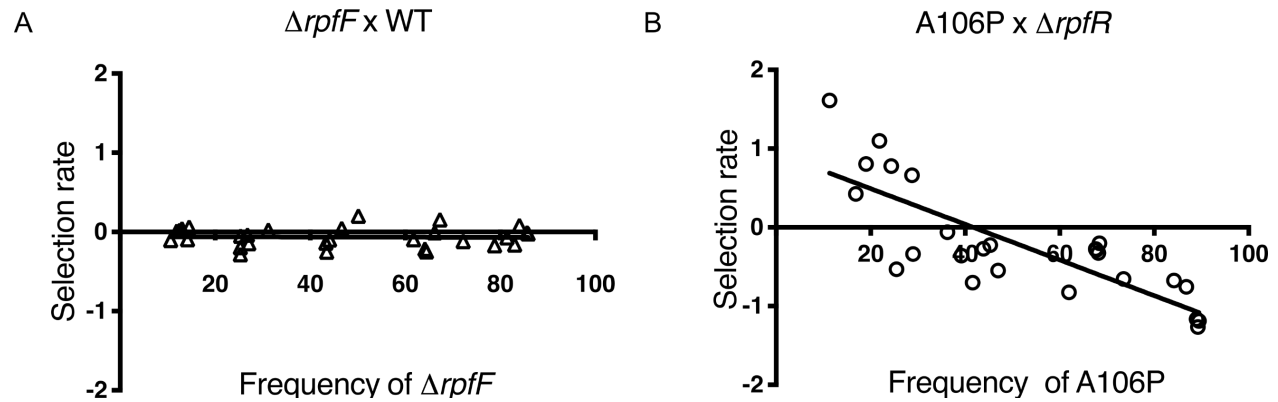 A
ΔrpfF x WT
2
1
0
-1
-2
Selection rate
20 40 60 80 100
Frequency of ΔrpfF
B
A106P x ΔrpfR
2
1
0
-1
-2
Selection rate
20 40 60 80 100
Frequency of A106P